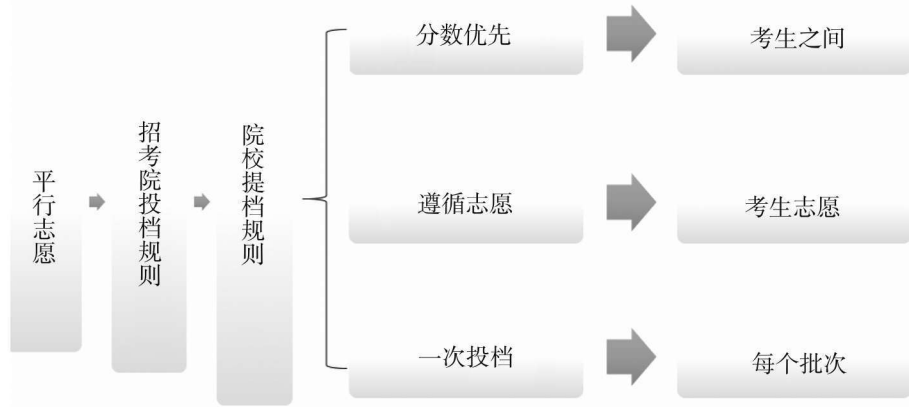 平行志愿
招考院投档规则
院校提档规则
分数优先
考生之间
遵循志愿
考生志愿
一次投档
每个批次